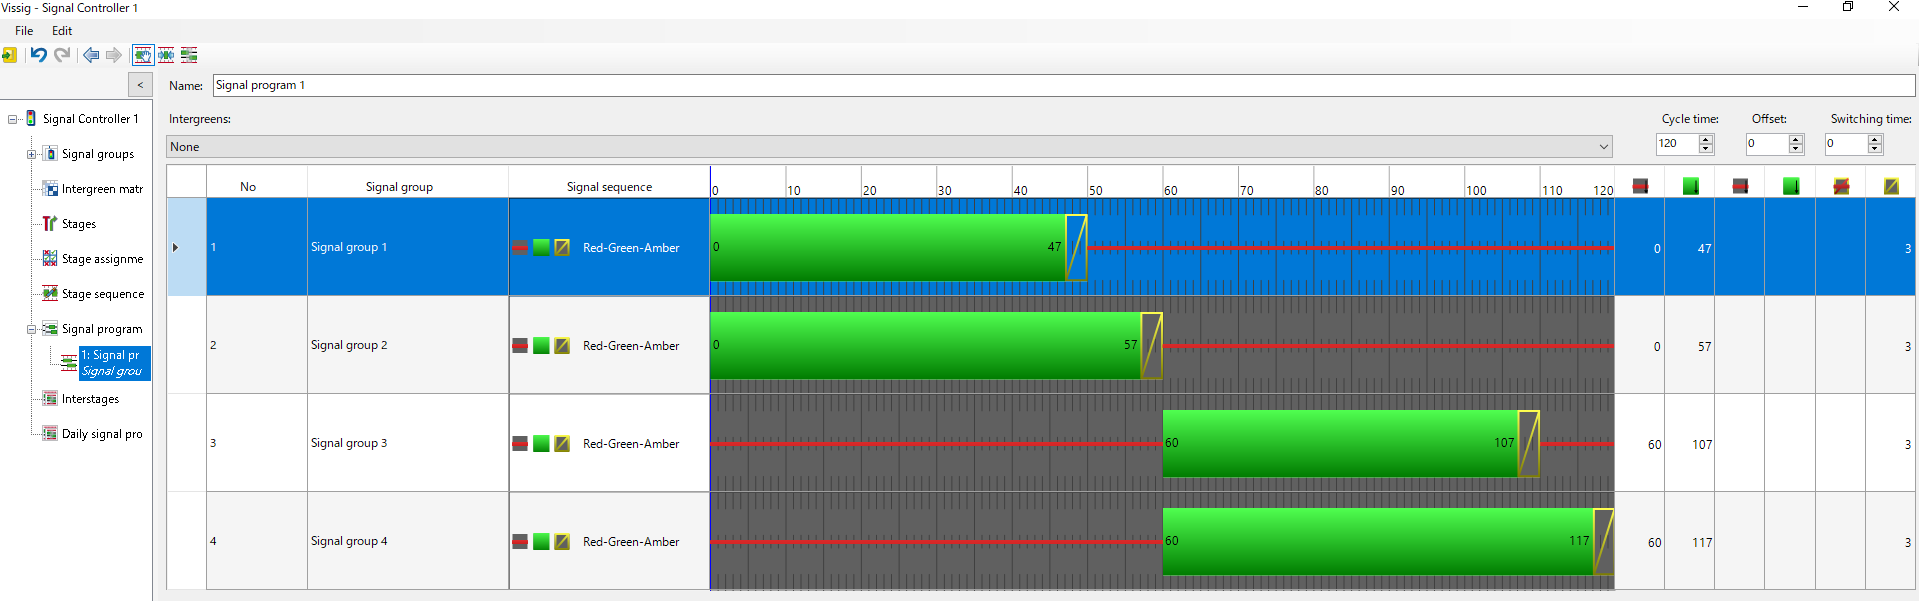 Vissig - Signal Controller 1
File Edit
<
Name: Signal program 1
Intergreens: Cycle time: Offset: Switching time:
None 120 0 0
Signal Controller 1
Signal groups
Intergreen matr
Stages
Stage assignme
Stage sequence
Signal program
1: Signal pr
Signal grou
Interstages
Daily signal pro
No Signal group Signal sequence 0 10 20 30 40 50 60 70 80 90 100 110 120
1 Signal group 1 Red-Green-Amber 0 47 0 47 3
2 Signal group 2 Red-Green-Amber 0 57 0 57 3
3 Signal group 3 Red-Green-Amber 60 107 60 107 3
4 Signal group 4 Red-Green-Amber 60 117 60 117 3